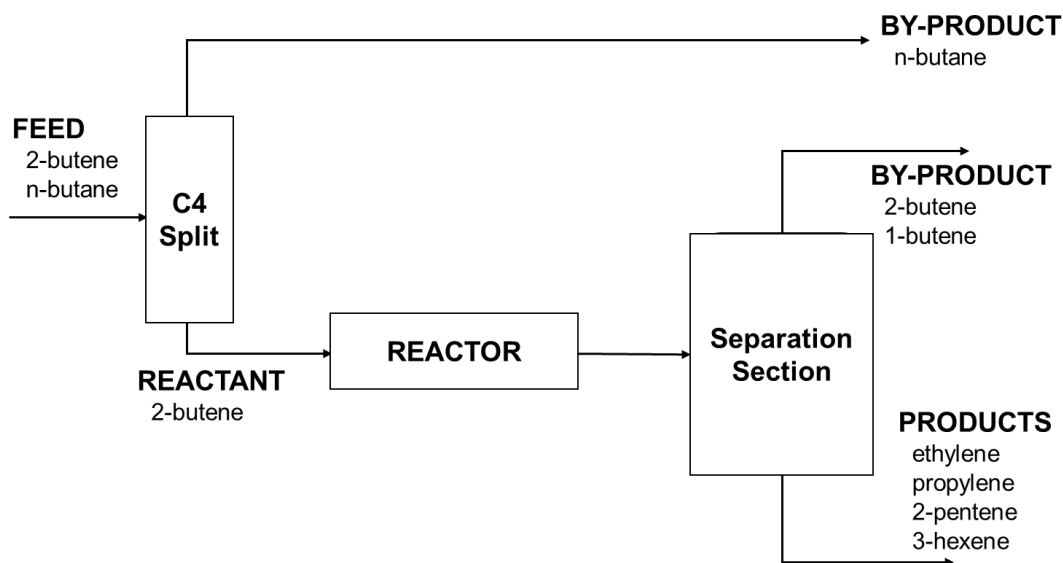 BY-PRODUCT
n-butane
FEED
2-butene
n-butane
C4
Split
BY-PRODUCT
2-butene
1-butene
REACTOR
Separation
Section
REACTANT
2-butene
PRODUCTS
ethylene
propylene
2-pentene
3-hexene